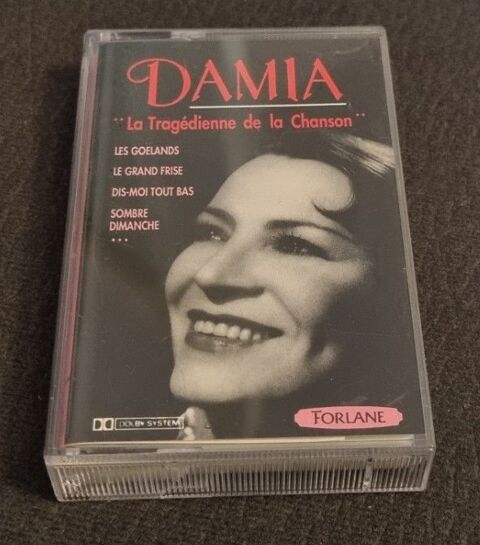 DAMIA
"La Tragédienne de la Chanson"
LES GOELANDS
LE GRAND FRISE
DIS-MOI TOUT BAS
SOMBRE
DIMANCHE
...
DOLBY SYSTEM
FORLANE